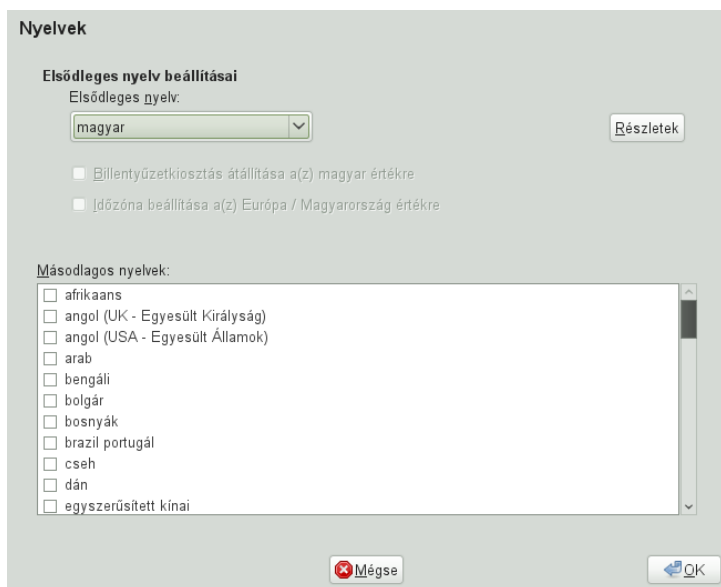 Nyelvek
Elsődleges nyelv beállításai
Elsődleges nyelv:
magyar
Részletek
Billentyűzetkiosztás átállítása a(z) magyar értékre
Időzóna beállítása a(z) Európa / Magyarország értékre
Másodlagos nyelvek:
afrikaans
angol (UK - Egyesült Királyság)
angol (USA - Egyesült Államok)
arab
bengáli
bolgár
bosnyák
brazil portugál
cseh
dán
egyszerűsített kínai
Mégse
OK